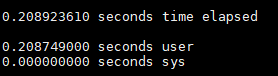 0.208923610 seconds time elapsed
0.208749000 seconds user
0.000000000 seconds sys